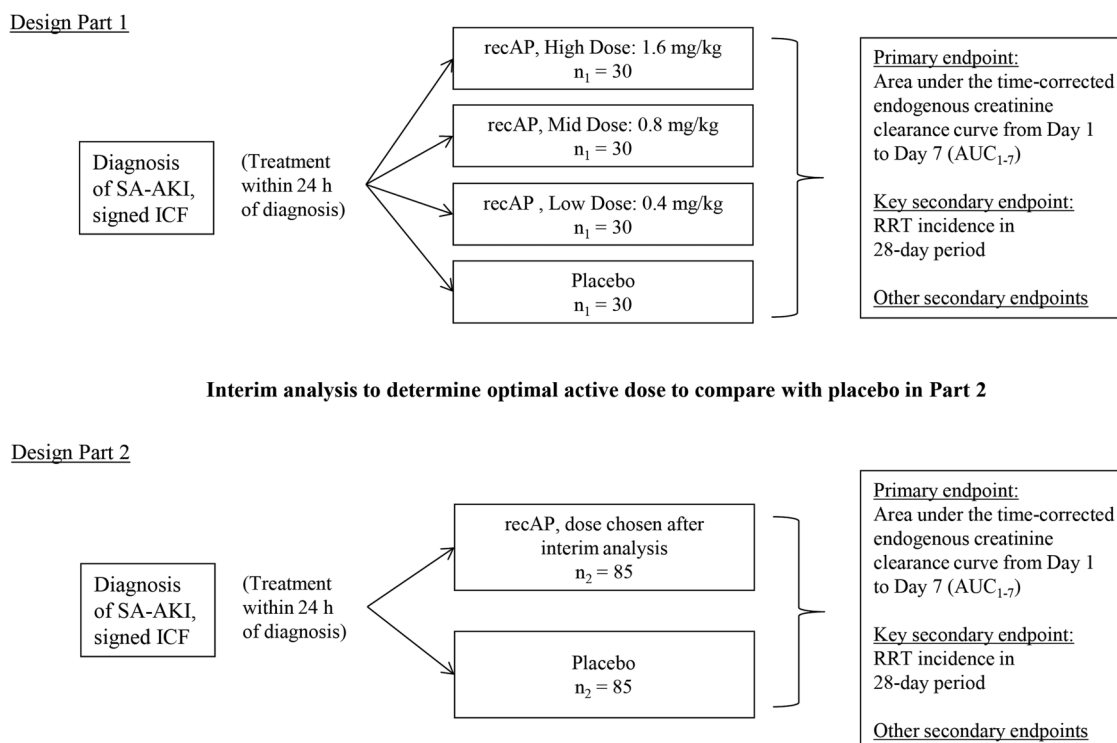 Design Part 1
recAP, High Dose: 1.6 mg/kg
n₁ = 30
recAP, Mid Dose: 0.8 mg/kg
n₁ = 30
recAP , Low Dose: 0.4 mg/kg
n₁ = 30
Placebo
n₁ = 30
Diagnosis
of SA-AKI,
signed ICF
(Treatment
within 24 h
of diagnosis)
Primary endpoint:
Area under the time-corrected
endogenous creatinine
clearance curve from Day 1
to Day 7 (AUC₁₋₇)
Key secondary endpoint:
RRT incidence in
28-day period
Other secondary endpoints
Interim analysis to determine optimal active dose to compare with placebo in Part 2
Design Part 2
Diagnosis
of SA-AKI,
signed ICF
(Treatment
within 24 h
of diagnosis)
recAP, dose chosen after
interim analysis
n₂ = 85
Placebo
n₂ = 85
Primary endpoint:
Area under the time-corrected
endogenous creatinine
clearance curve from Day 1
to Day 7 (AUC₁₋₇)
Key secondary endpoint:
RRT incidence in
28-day period
Other secondary endpoints